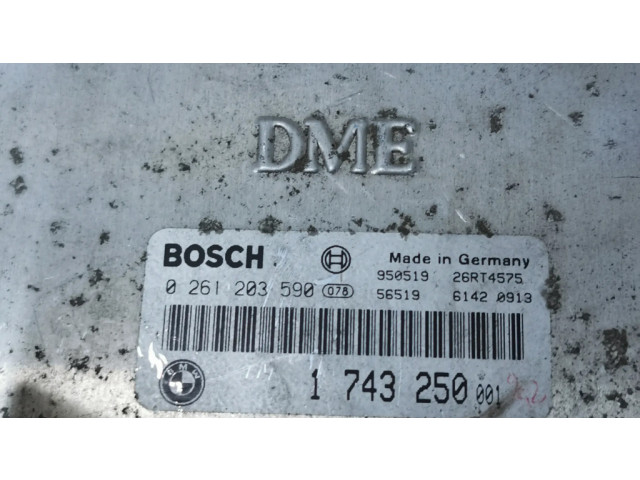 DME
BOSCH Made in Germany
950519 26RT4575
0 261 203 590 078 56519 6142 0913
BMW 1 743 250 001